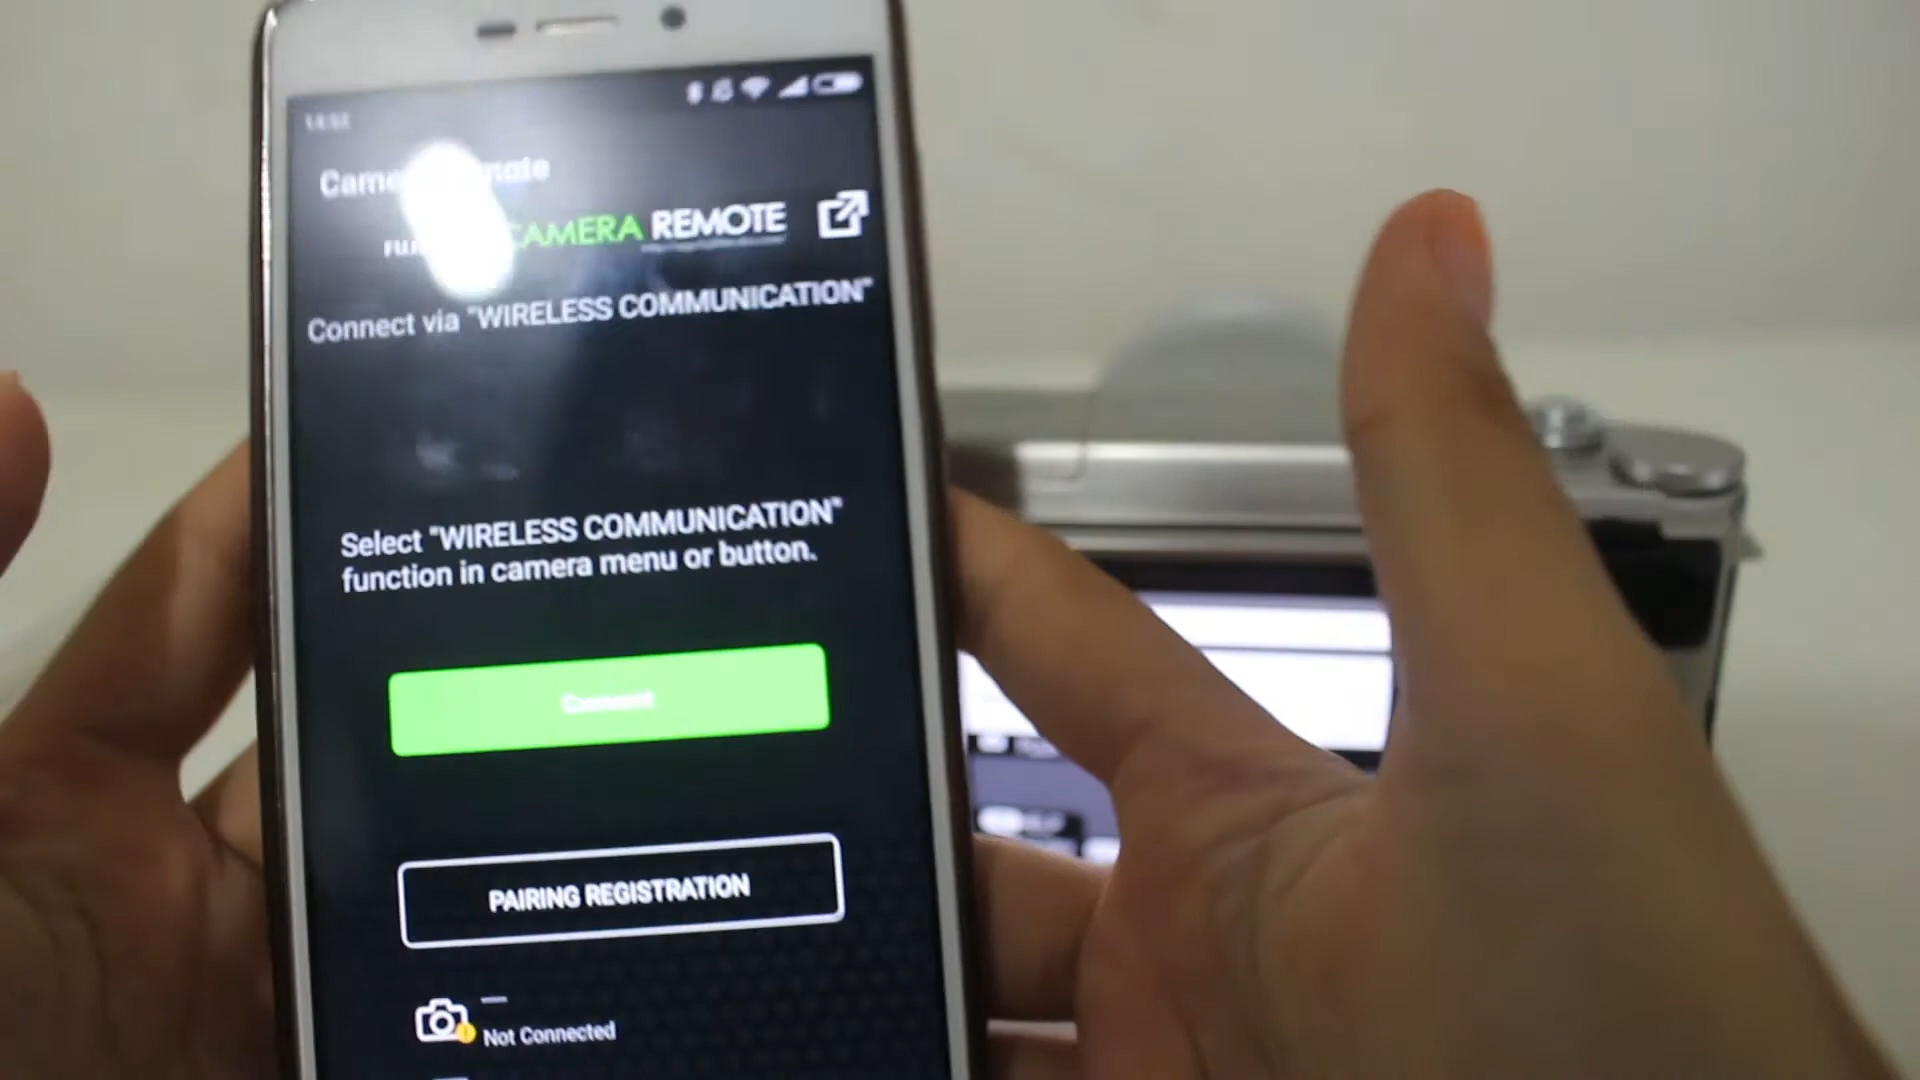 CAMERA REMOTE
Connect via "WIRELESS COMMUNICATION"
Select "WIRELESS COMMUNICATION"
function in camera menu or button.
Connect
PAIRING REGISTRATION
Not Connected